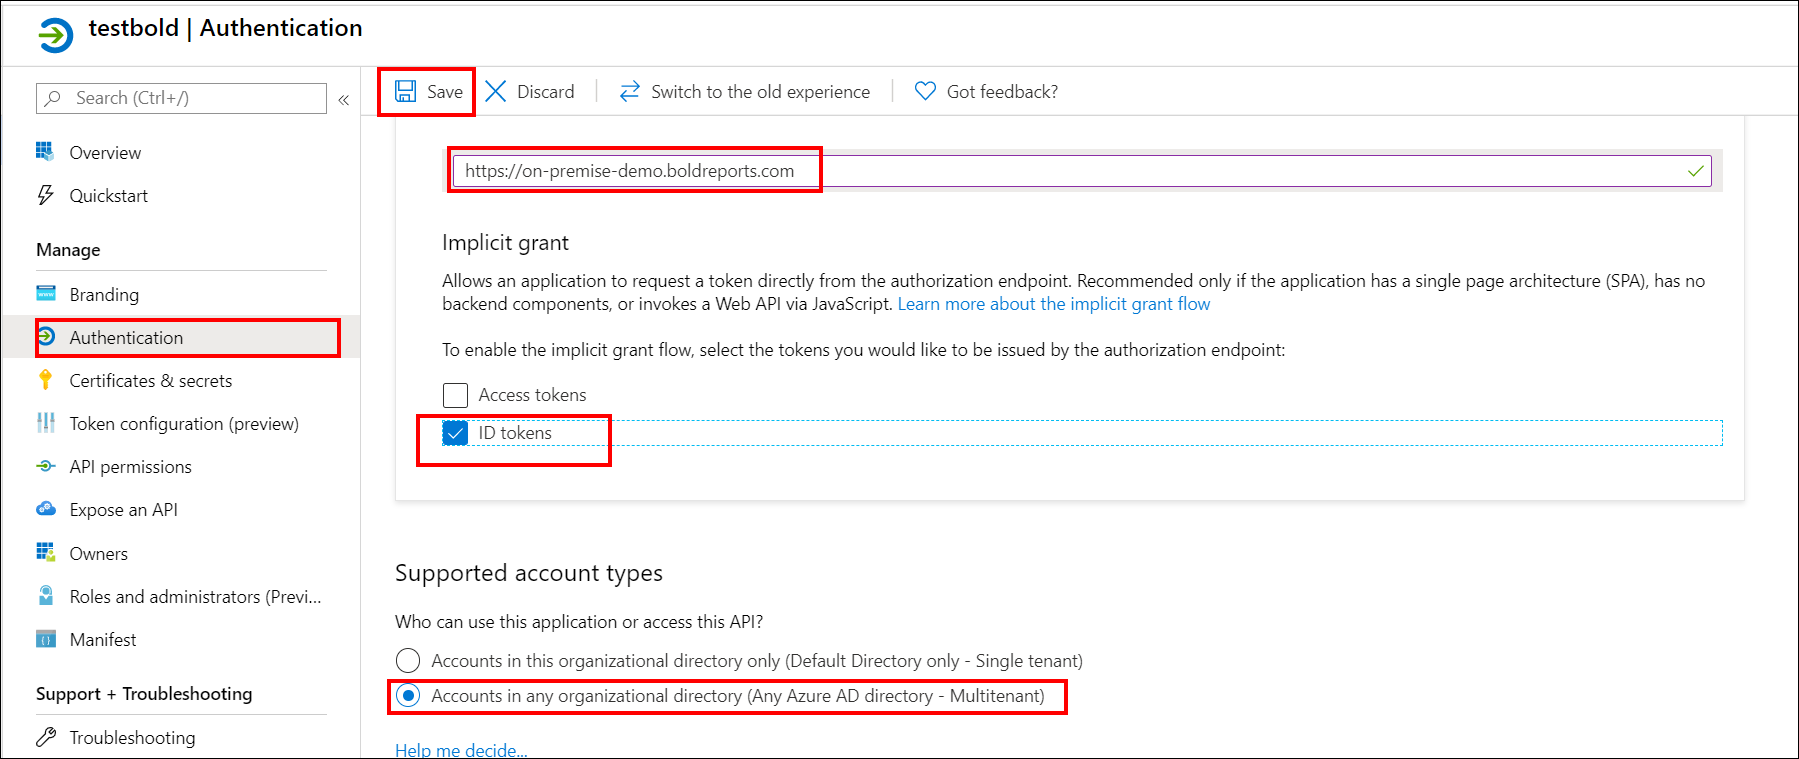 testbold | Authentication
Search (Ctrl+/)
«
Overview
Quickstart
Manage
Branding
Authentication
Certificates & secrets
Token configuration (preview)
API permissions
Expose an API
Owners
Roles and administrators (Previ...
Manifest
Support + Troubleshooting
Troubleshooting
Save
Discard
Switch to the old experience
Got feedback?
https://on-premise-demo.boldreports.com
Implicit grant
Allows an application to request a token directly from the authorization endpoint. Recommended only if the application has a single page architecture (SPA), has no
backend components, or invokes a Web API via JavaScript. Learn more about the implicit grant flow
To enable the implicit grant flow, select the tokens you would like to be issued by the authorization endpoint:
Access tokens
ID tokens
Supported account types
Who can use this application or access this API?
Accounts in this organizational directory only (Default Directory only - Single tenant)
Accounts in any organizational directory (Any Azure AD directory - Multitenant)
Help me decide...